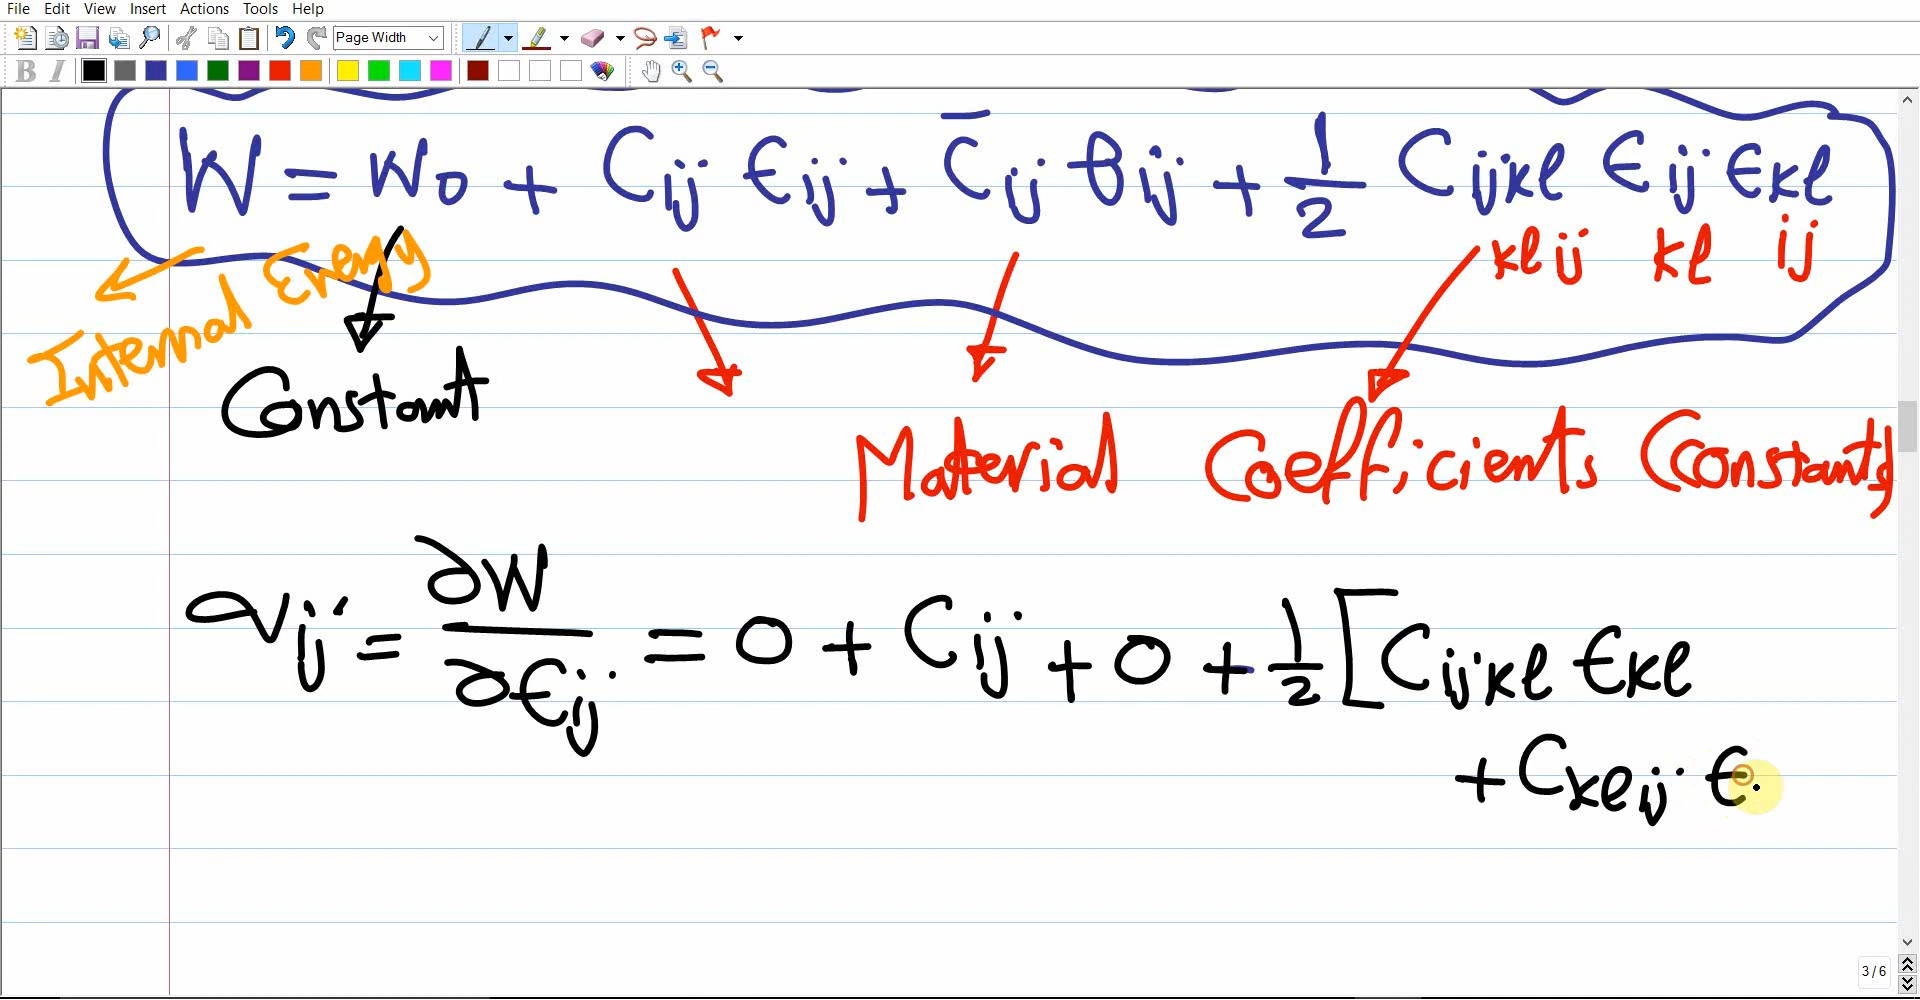 File Edit View Insert Actions Tools Help
Page Width
B I
W = W0 + Cij ϵij + C̄ij θij + 1/2 Cijkl ϵij ϵkl
klij kl ij
Internal Energy
Constant
Material Coefficients (Constants)
σij = ∂W/∂ϵij = 0 + Cij + 0 + 1/2 [Cijkl ϵkl
+ Cklij ϵ
3 / 6